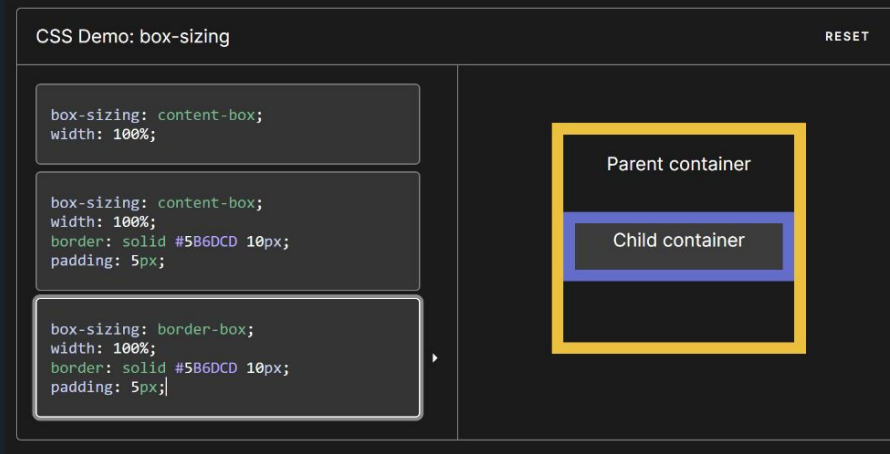 CSS Demo: box-sizing
RESET
box-sizing: content-box;
width: 100%;
box-sizing: content-box;
width: 100%;
border: solid #5B6DCD 10px;
padding: 5px;
box-sizing: border-box;
width: 100%;
border: solid #5B6DCD 10px;
padding: 5px;
Parent container
Child container